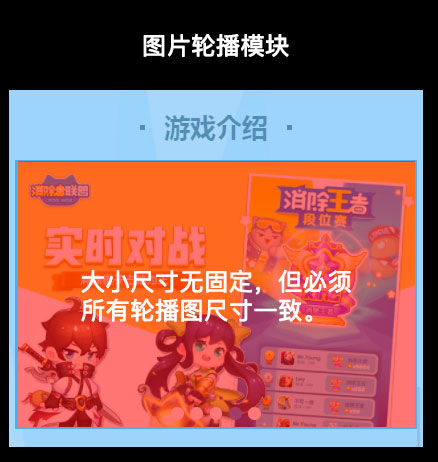 图片轮播模块
· 游戏介绍 ·
消除者联盟
消除王者
段位赛
实时对战
大小尺寸无固定，但必须
所有轮播图尺寸一致。